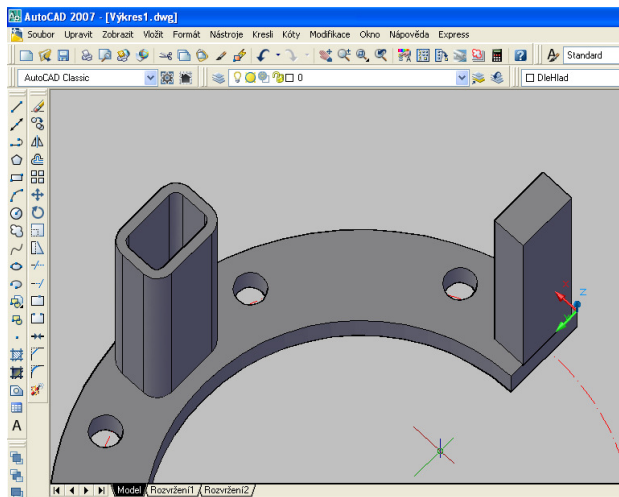 AutoCAD 2007 - [Výkres1.dwg]
Soubor Upravit Zobrazit Vložit Formát Nástroje Kresli Kóty Modifikace Okno Nápověda Express
Standard
AutoCAD Classic 0 DleHlad
Z
A
Model Rozvržení1 Rozvržení2